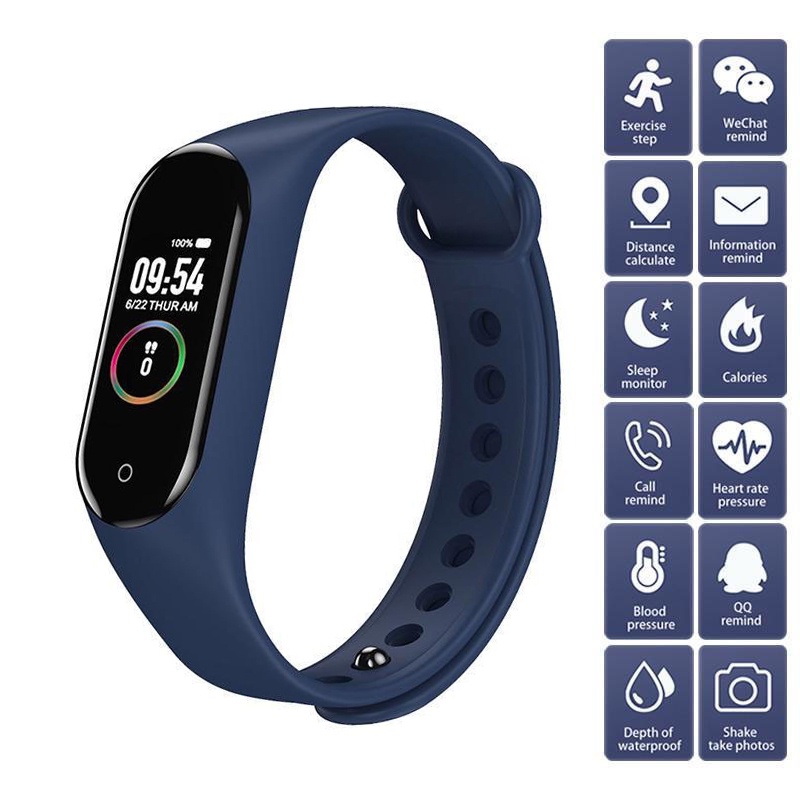 100%
09:54
6/22 THUR AM
0
Exercise
step
WeChat
remind
Distance
calculate
Information
remind
Sleep
monitor
Calories
Call
remind
Heart rate
pressure
Blood
pressure
QQ
remind
Depth of
waterproof
Shake
take photos